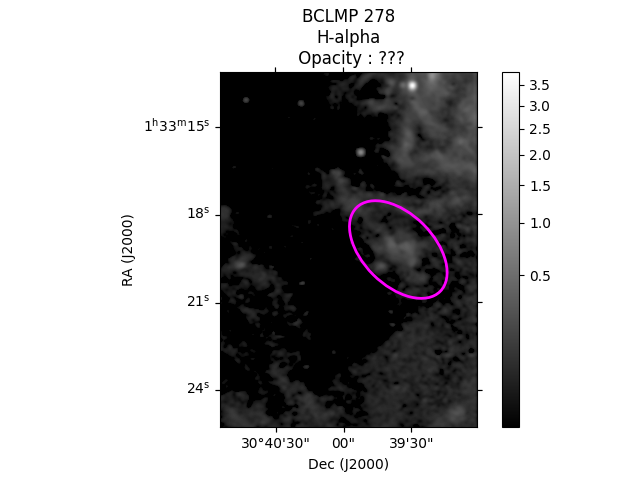 BCLMP 278
H-alpha
Opacity : ???
1h33m15s
18s
21s
24s
RA (J2000)
30°40'30" 00" 39'30"
Dec (J2000)
3.5
3.0
2.5
2.0
1.5
1.0
0.5